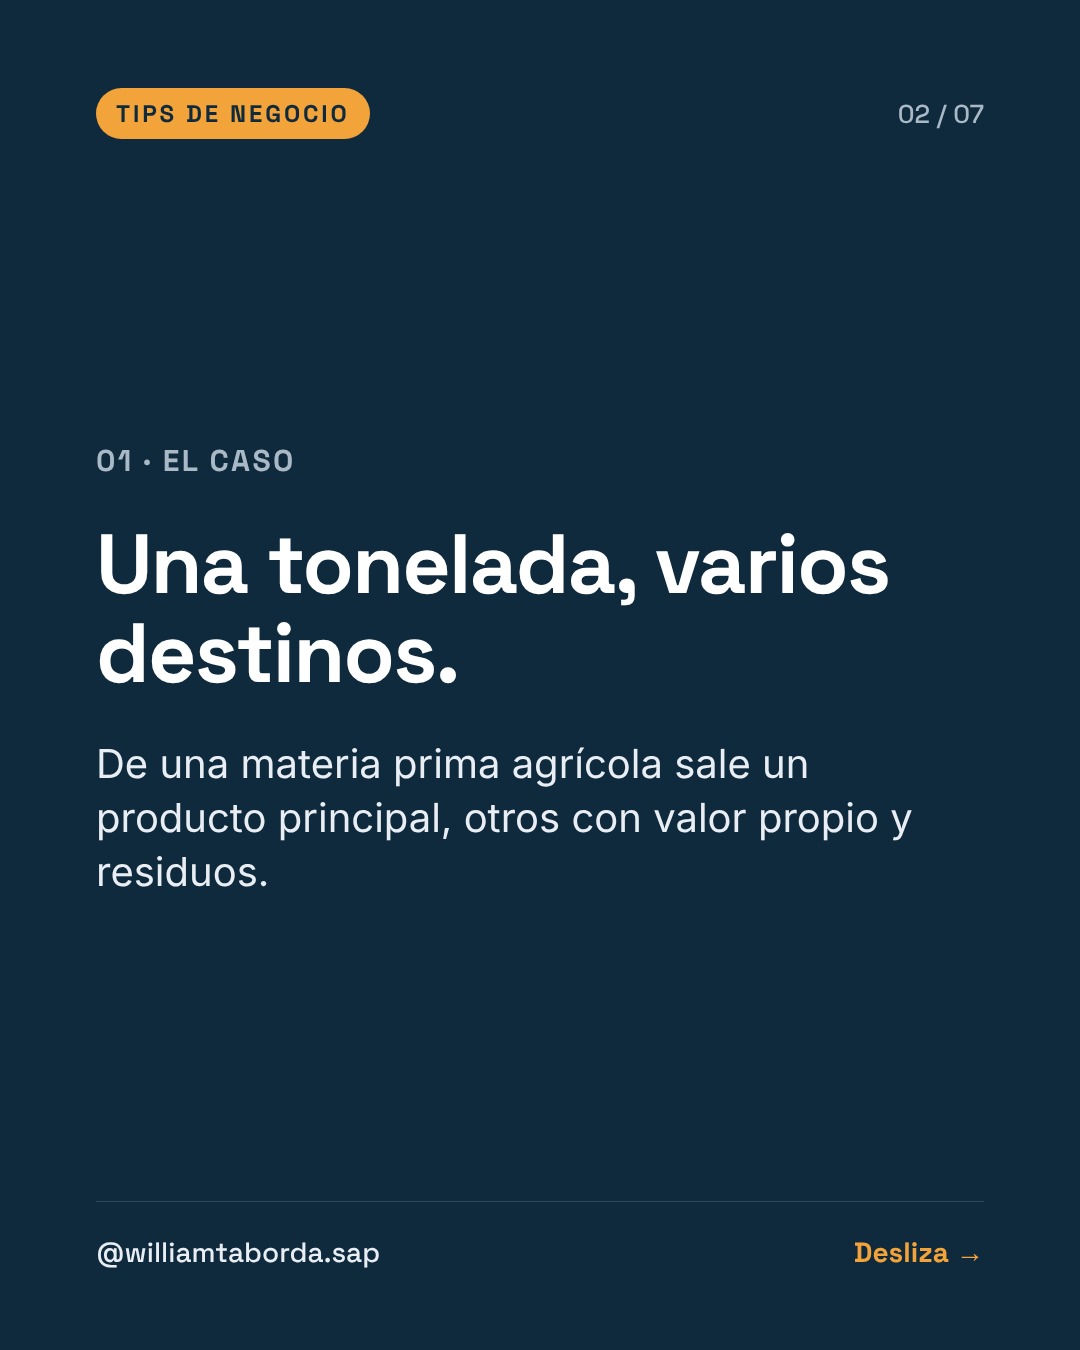 TIPS DE NEGOCIO
02 / 07
01 · EL CASO
Una tonelada, varios
destinos.
De una materia prima agrícola sale un
producto principal, otros con valor propio y
residuos.
@williamtaborda.sap
Desliza →